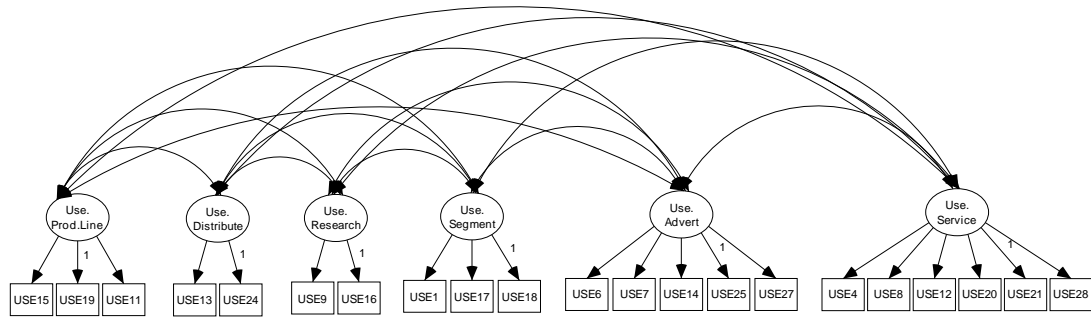 Use.
Prod.Line
Use.
Distribute
Use.
Research
Use.
Segment
Use.
Advert
Use.
Service
1
1
1
1
1
1
USE15 USE19 USE11 USE13 USE24 USE9 USE16 USE1 USE17 USE18 USE6 USE7 USE14 USE25 USE27 USE4 USE8 USE12 USE20 USE21 USE28